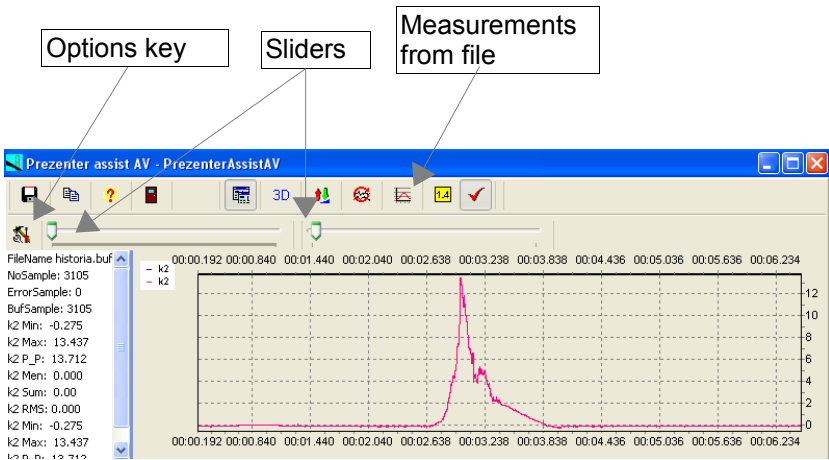 Options key
Sliders
Measurements
from file
Prezenter assist AV - PrezenterAssistAV
? 3D 1.4
FileName historia.buf
NoSample: 3105
ErrorSample: 0
BufSample: 3105
k2 Min: -0.275
k2 Max: 13.437
k2 P_P: 13.712
k2 Men: 0.000
k2 Sum: 0.00
k2 RMS: 0.000
k2 Min: -0.275
k2 Max: 13.437
k2 P_P: 13.712
k2
k2
00:00.192 00:00.840 00:01.440 00:02.040 00:02.638 00:03.238 00:03.838 00:04.436 00:05.036 00:05.636 00:06.234
12
10
8
6
4
2
0
00:00.192 00:00.840 00:01.440 00:02.040 00:02.638 00:03.238 00:03.838 00:04.436 00:05.036 00:05.636 00:06.234